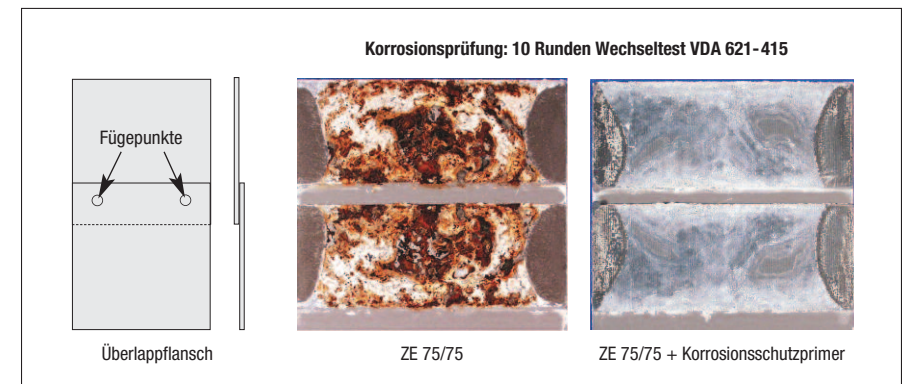 Korrosionsprüfung: 10 Runden Wechseltest VDA 621-415
Fügepunkte
Überlappflansch
ZE 75/75
ZE 75/75 + Korrosionsschutzprimer